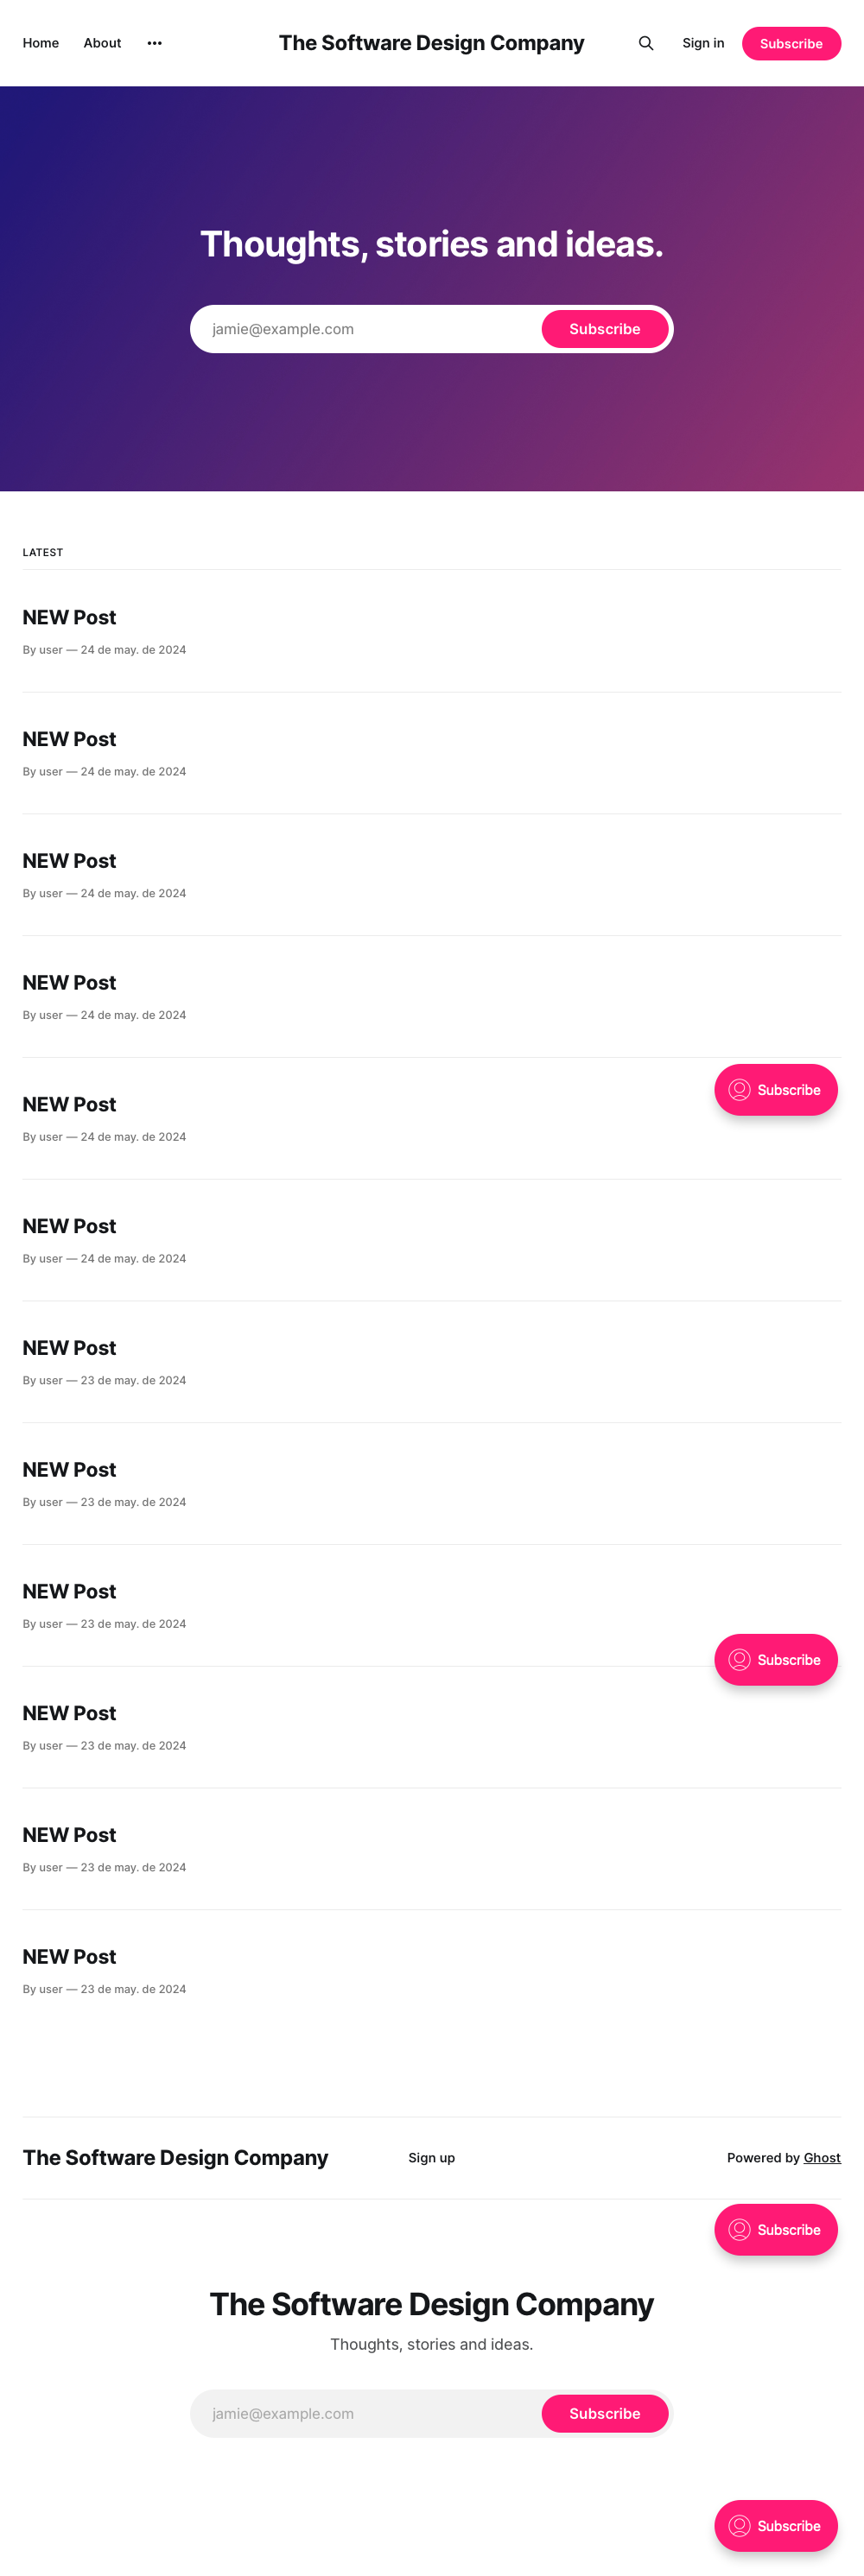 Home About ••• The Software Design Company Sign in Subscribe
Thoughts, stories and ideas.
jamie@example.com Subscribe
LATEST
NEW Post
By user — 24 de may. de 2024
NEW Post
By user — 24 de may. de 2024
NEW Post
By user — 24 de may. de 2024
NEW Post
By user — 24 de may. de 2024
Subscribe
NEW Post
By user — 24 de may. de 2024
NEW Post
By user — 24 de may. de 2024
NEW Post
By user — 23 de may. de 2024
NEW Post
By user — 23 de may. de 2024
NEW Post
By user — 23 de may. de 2024
Subscribe
NEW Post
By user — 23 de may. de 2024
NEW Post
By user — 23 de may. de 2024
NEW Post
By user — 23 de may. de 2024
The Software Design Company Sign up Powered by Ghost
Subscribe
The Software Design Company
Thoughts, stories and ideas.
jamie@example.com Subscribe
Subscribe